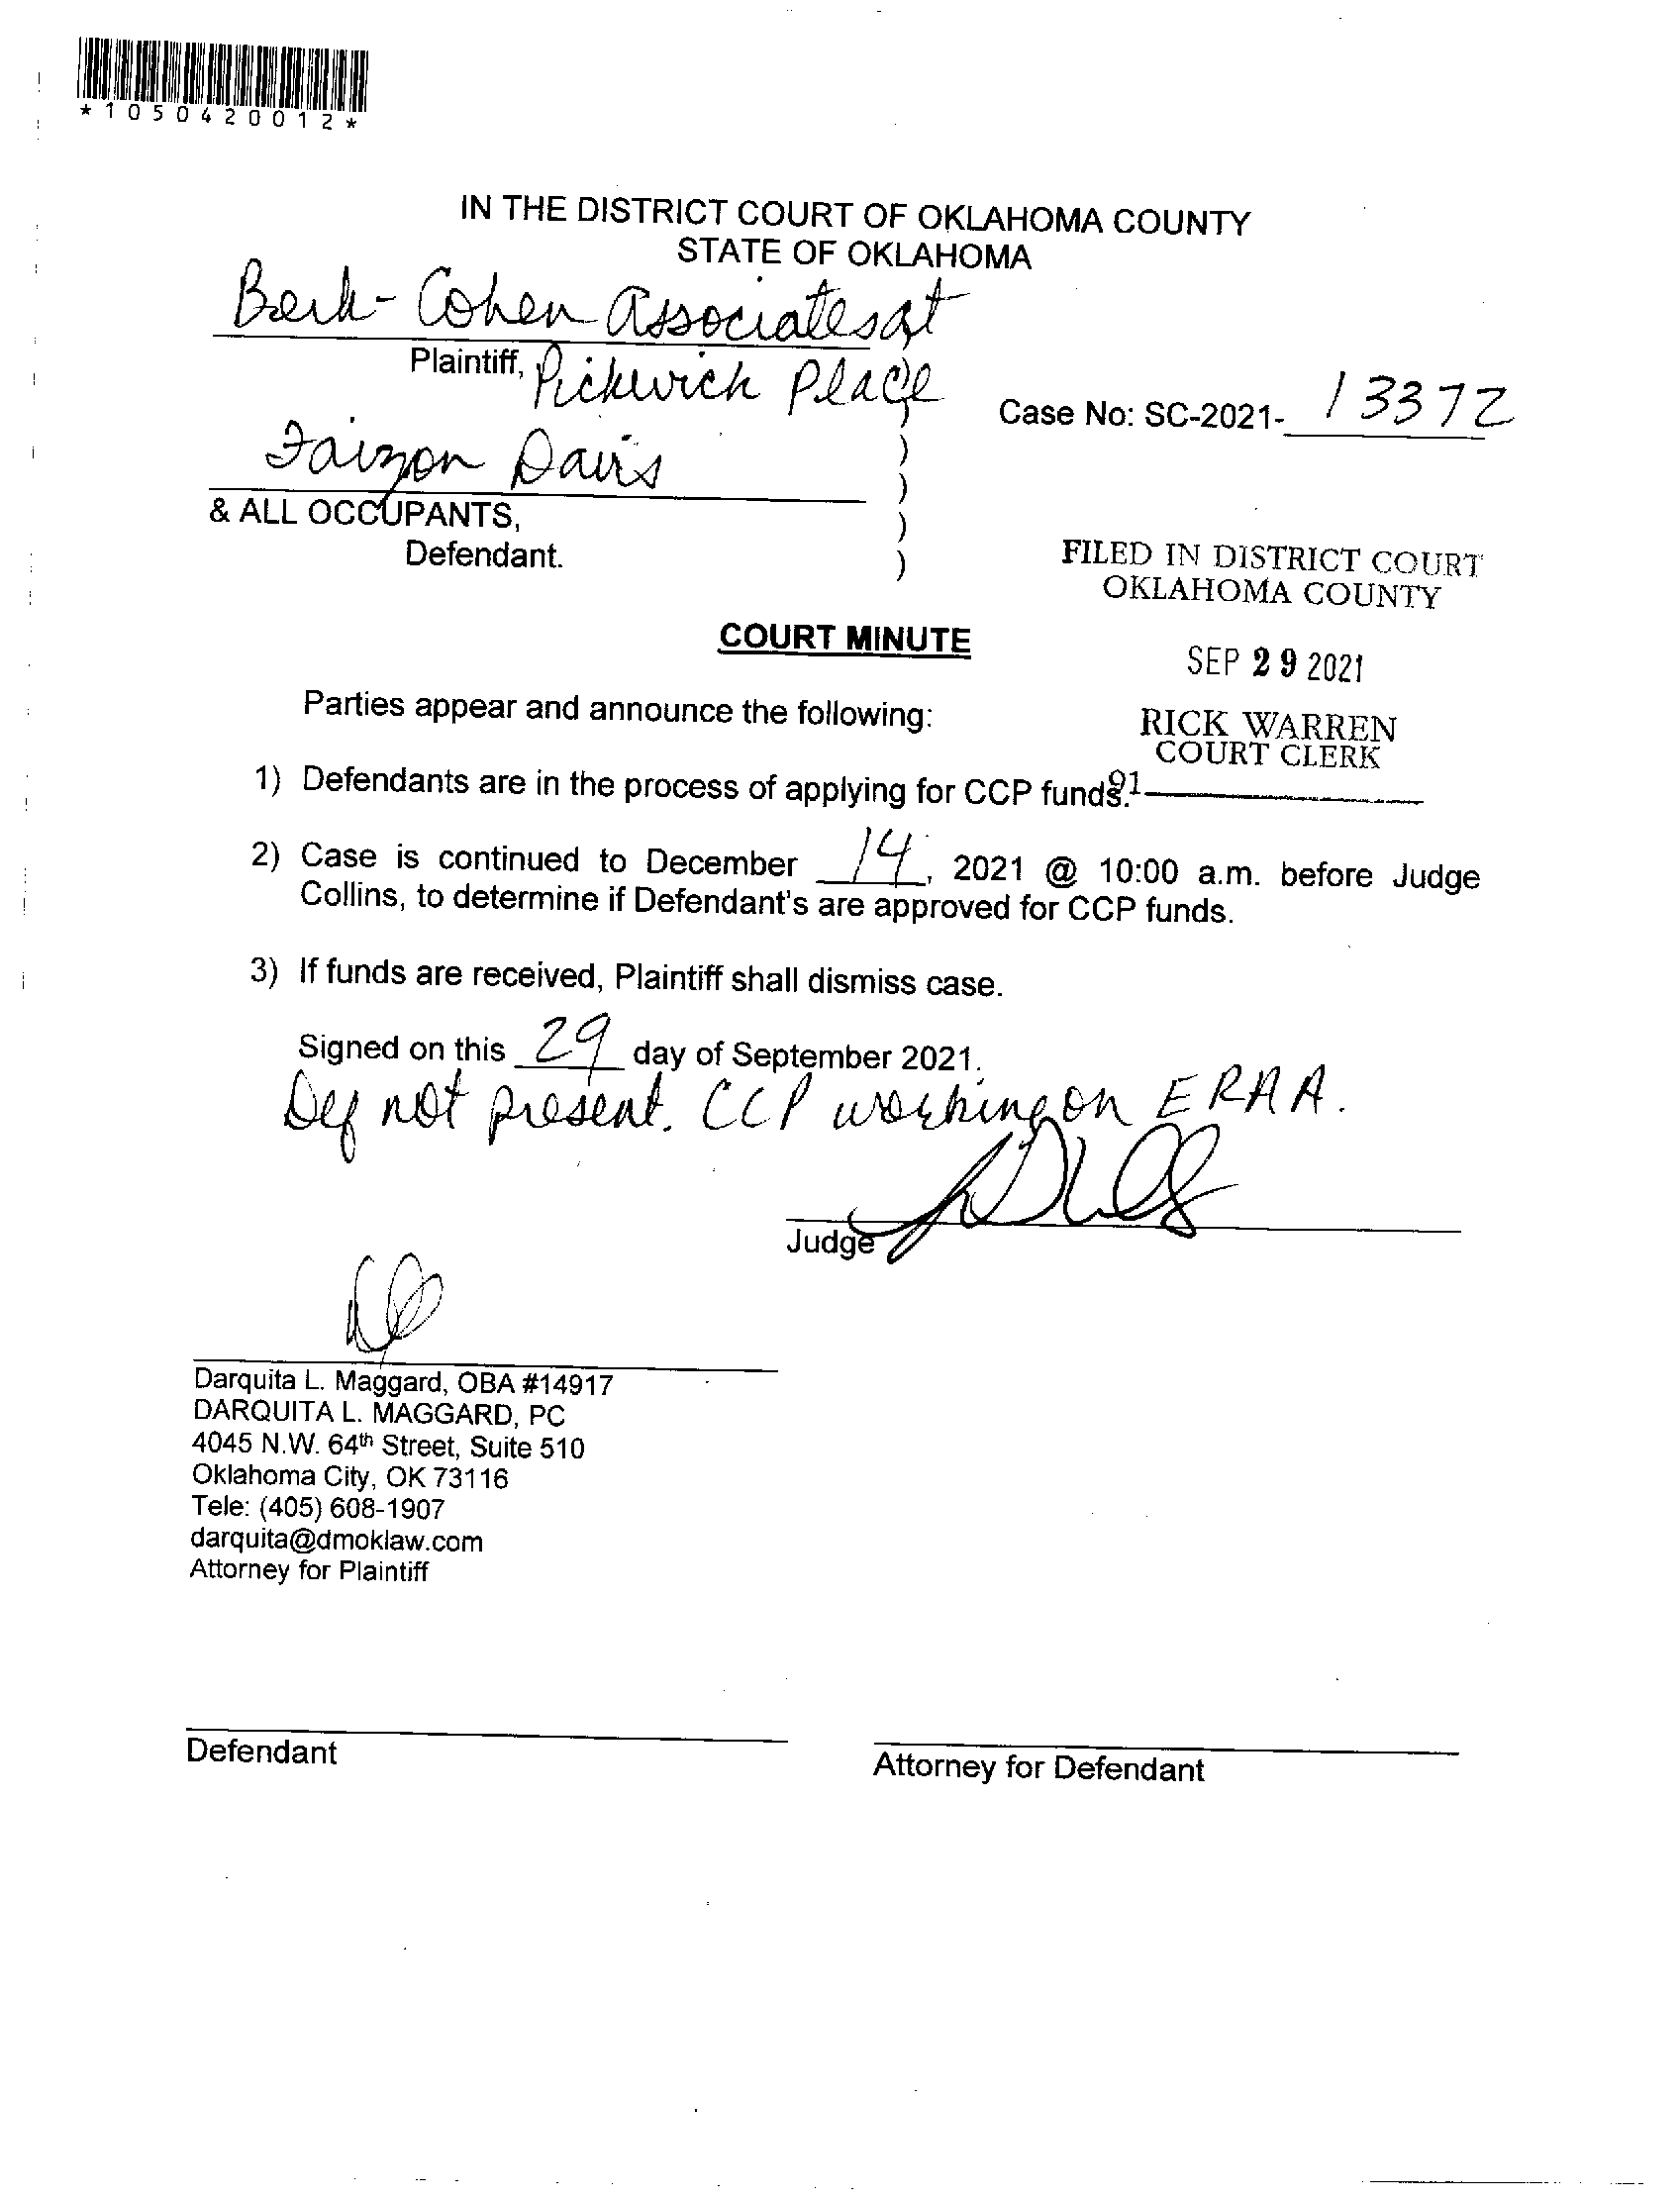 *1050420012*
IN THE DISTRICT COURT OF OKLAHOMA COUNTY
STATE OF OKLAHOMA
Berk-Cohen Associates at
Plaintiff, Pickwich Place
)
Case No: SC-2021- 13372
Faizon Davis
)
)
& ALL OCCUPANTS,
)
Defendant.
)
FILED IN DISTRICT COURT
OKLAHOMA COUNTY
COURT MINUTE
SEP 29 2021
Parties appear and announce the following:
RICK WARREN
COURT CLERK
1) Defendants are in the process of applying for CCP funds.
91
2) Case is continued to December 14, 2021 @ 10:00 a.m. before Judge
Collins, to determine if Defendant's are approved for CCP funds.
3) If funds are received, Plaintiff shall dismiss case.
Signed on this 29 day of September 2021.
Def not present. CCP working on ERAA.
Judge
Darquita L. Maggard, OBA #14917
DARQUITA L. MAGGARD, PC
4045 N.W. 64th Street, Suite 510
Oklahoma City, OK 73116
Tele: (405) 608-1907
darquita@dmoklaw.com
Attorney for Plaintiff
Defendant
Attorney for Defendant